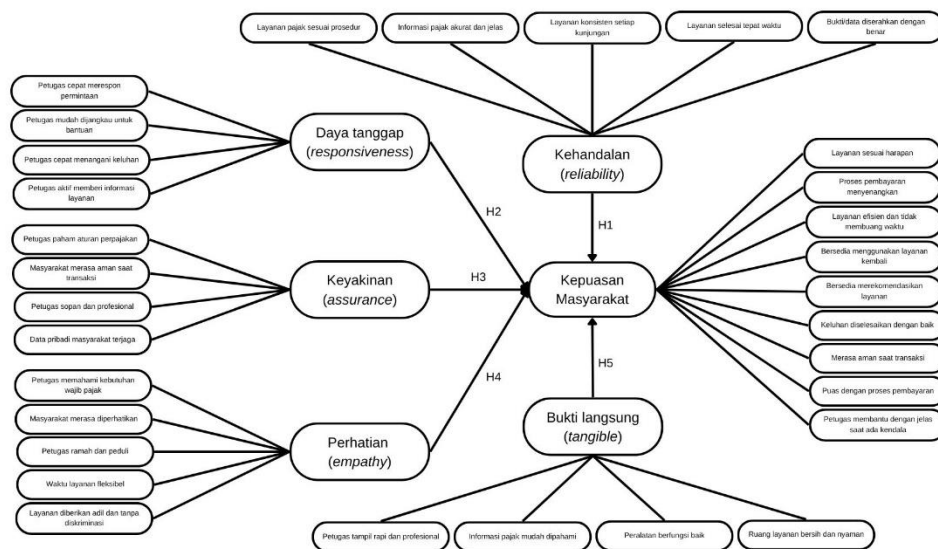 Layanan pajak sesuai prosedur
Informasi pajak akurat dan jelas
Layanan konsisten setiap
kunjungan
Layanan selesai tepat waktu
Bukti/data diserahkan dengan
benar
Petugas cepat merespon
permintaan
Petugas mudah dijangkau untuk
bantuan
Petugas cepat menangani keluhan
Petugas aktif memberi informasi
layanan
Daya tanggap
(responsiveness)
Kehandalan
(reliability)
H2
H1
Petugas paham aturan perpajakan
Masyarakat merasa aman saat
transaksi
Petugas sopan dan profesional
Data pribadi masyarakat terjaga
Keyakinan
(assurance)
H3
Kepuasan
Masyarakat
Layanan sesuai harapan
Proses pembayaran
menyenangkan
Layanan efisien dan tidak
membuang waktu
Bersedia menggunakan layanan
kembali
Bersedia merekomendasikan
layanan
Keluhan diselesaikan dengan baik
Merasa aman saat transaksi
Puas dengan proses pembayaran
Petugas membantu dengan jelas
saat ada kendala
Petugas memahami kebutuhan
wajib pajak
Masyarakat merasa diperhatikan
Petugas ramah dan peduli
Waktu layanan fleksibel
Layanan diberikan adil dan tanpa
diskriminasi
Perhatian
(empathy)
H4
H5
Bukti langsung
(tangible)
Petugas tampil rapi dan profesional
Informasi pajak mudah dipahami
Peralatan berfungsi baik
Ruang layanan bersih dan nyaman